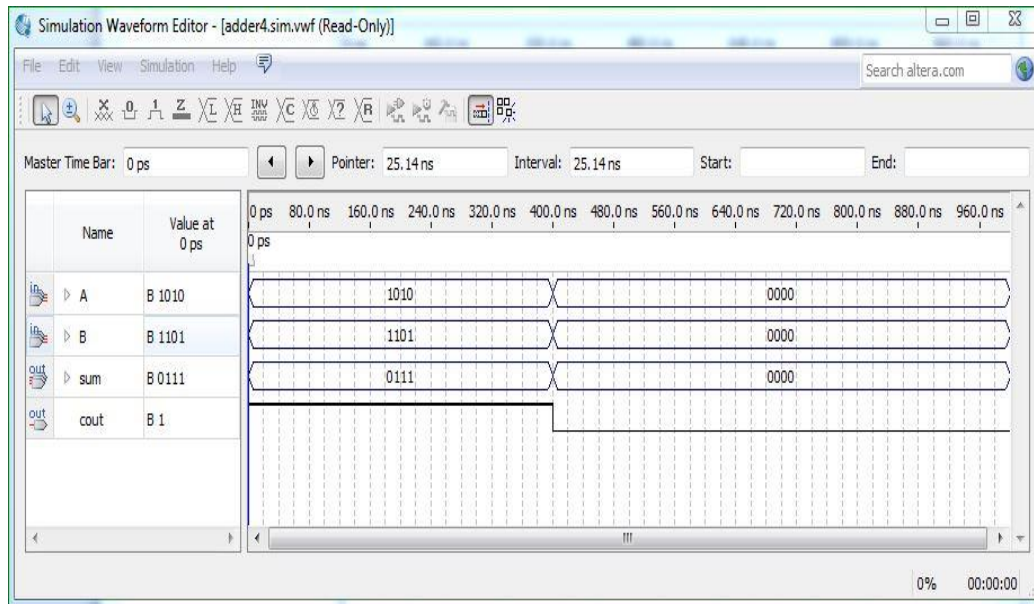 Simulation Waveform Editor - [adder4.sim.vwf (Read-Only)]
File Edit View Simulation Help
Search altera.com
Master Time Bar: 0 ps Pointer: 25.14 ns Interval: 25.14 ns Start: End:
Name Value at 0 ps
0 ps 80.0 ns 160.0 ns 240.0 ns 320.0 ns 400.0 ns 480.0 ns 560.0 ns 640.0 ns 720.0 ns 800.0 ns 880.0 ns 960.0 ns
0 ps
in A B 1010 1010 0000
in B B 1101 1101 0000
out sum B 0111 0111 0000
out cout B 1
0% 00:00:00